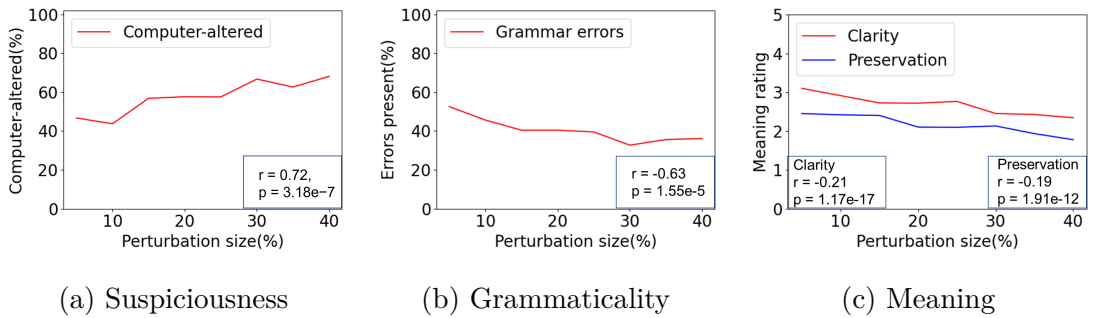 100
80
60
40
20
0
Computer-altered(%)
Computer-altered
r = 0.72,
p = 3.18e−7
10 20 30 40
Perturbation size(%)
(a) Suspiciousness
100
80
60
40
20
0
Errors present(%)
Grammar errors
r = -0.63
p = 1.55e-5
10 20 30 40
Perturbation size(%)
(b) Grammaticality
5
4
3
2
1
0
Meaning rating
Clarity
Preservation
Clarity
r = -0.21
p = 1.17e-17
Preservation
r = -0.19
p = 1.91e-12
10 20 30 40
Perturbation size(%)
(c) Meaning